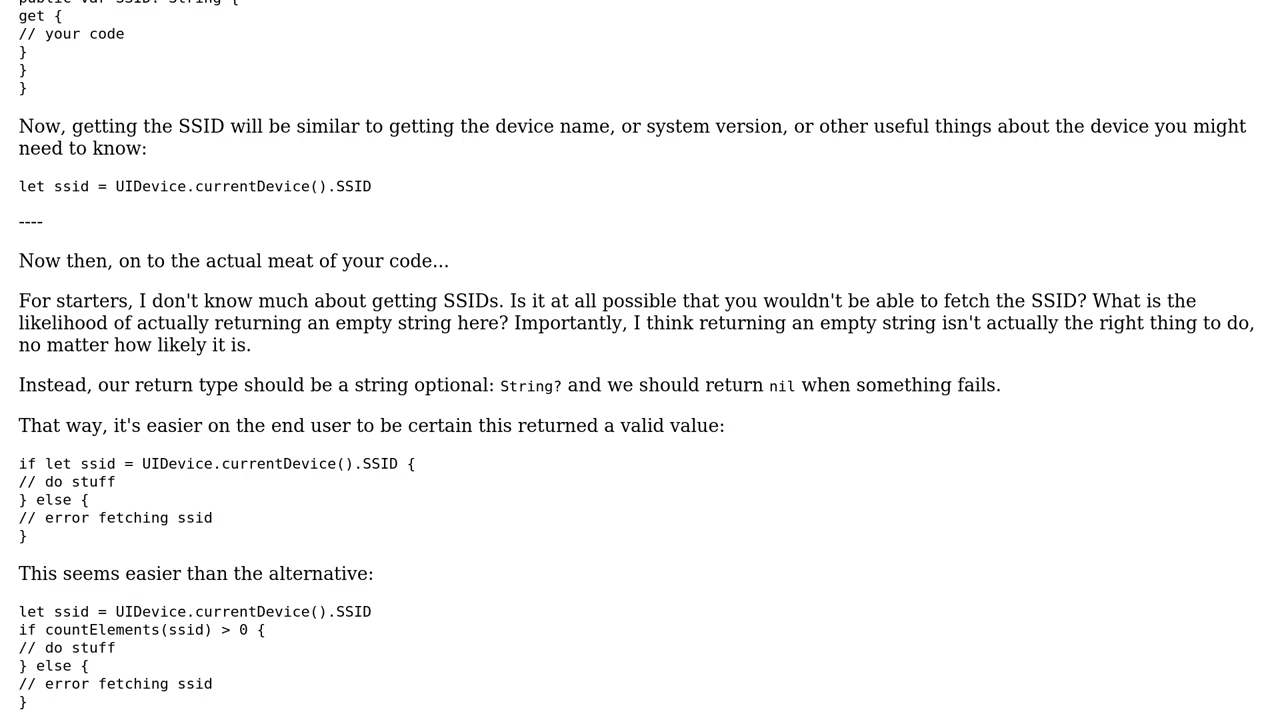 public var SSID: String {
get {
// your code
}
}
}
Now, getting the SSID will be similar to getting the device name, or system version, or other useful things about the device you might
need to know:
let ssid = UIDevice.currentDevice().SSID
----
Now then, on to the actual meat of your code...
For starters, I don't know much about getting SSIDs. Is it at all possible that you wouldn't be able to fetch the SSID? What is the
likelihood of actually returning an empty string here? Importantly, I think returning an empty string isn't actually the right thing to do,
no matter how likely it is.
Instead, our return type should be a string optional: String? and we should return nil when something fails.
That way, it's easier on the end user to be certain this returned a valid value:
if let ssid = UIDevice.currentDevice().SSID {
// do stuff
} else {
// error fetching ssid
}
This seems easier than the alternative:
let ssid = UIDevice.currentDevice().SSID
if countElements(ssid) > 0 {
// do stuff
} else {
// error fetching ssid
}